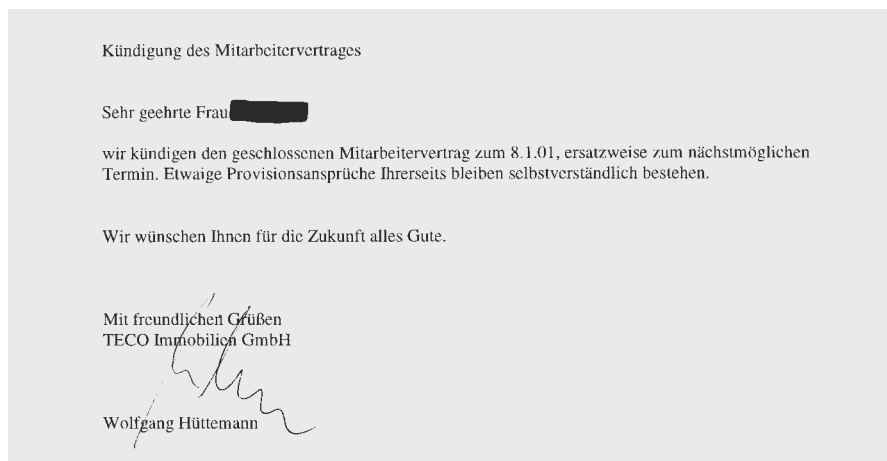 Kündigung des Mitarbeitervertrages
Sehr geehrte Frau
wir kündigen den geschlossenen Mitarbeitervertrag zum 8.1.01, ersatzweise zum nächstmöglichen
Termin. Etwaige Provisionsansprüche Ihrerseits bleiben selbstverständlich bestehen.
Wir wünschen Ihnen für die Zukunft alles Gute.
Mit freundlichen Grüßen
TECO Immobilien GmbH
Wolfgang Hüttemann